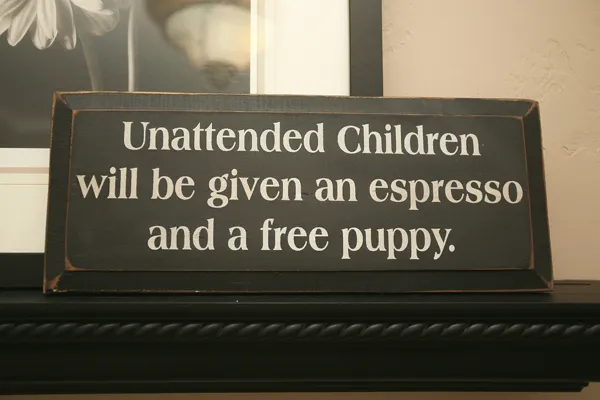 Unattended Children
will be given an espresso
and a free puppy.